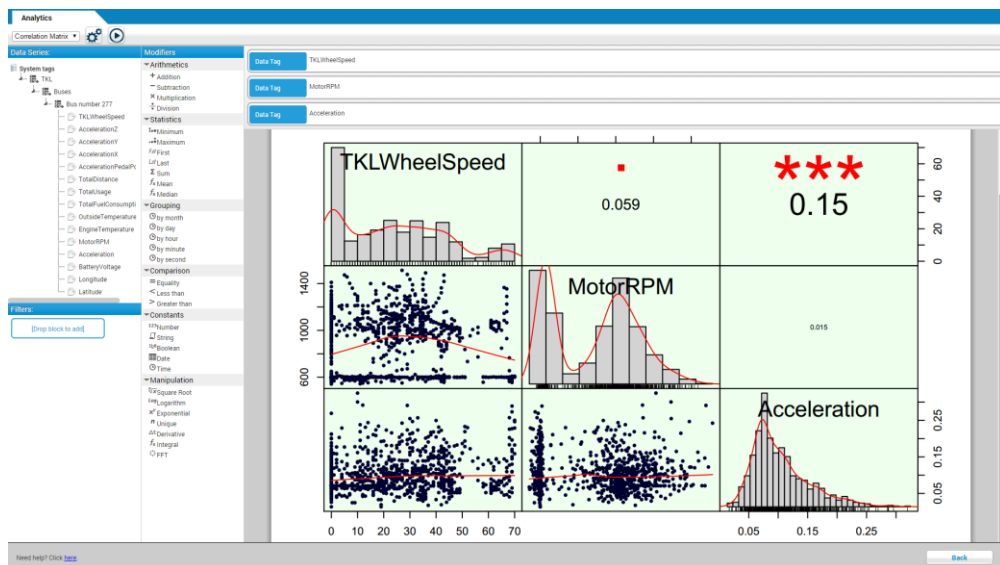 Analytics
Correlation Matrix
Data Series:
System tags
TKL
Buses
Bus number 277
TKLWheelSpeed
AccelerationZ
AccelerationY
AccelerationX
AccelerationPedalPc
TotalDistance
TotalUsage
TotalFuelConsumpti
OutsideTemperature
EngineTemperature
MotorRPM
Acceleration
BatteryVoltage
Longitude
Latitude
Filters:
[Drop block to add]
Modifiers
Arithmetics
+ Addition
− Subtraction
× Multiplication
÷ Division
Statistics
Minimum
Maximum
First
Last
Σ Sum
fx Mean
fx Median
Grouping
by month
by day
by hour
by minute
by second
Comparison
= Equality
< Less than
> Greater than
Constants
Number
String
Boolean
Date
Time
Manipulation
Square Root
Logarithm
Exponential
Unique
Derivative
Integral
FFT
Data Tag TKLWheelSpeed
Data Tag MotorRPM
Data Tag Acceleration
TKLWheelSpeed
0.059
***
0.15
0 20 40 60
600 1000 1400
MotorRPM
0.015
Acceleration
0.05 0.15 0.25
0 10 20 30 40 50 60 70
0.05 0.15 0.25
Need help? Click here
Back